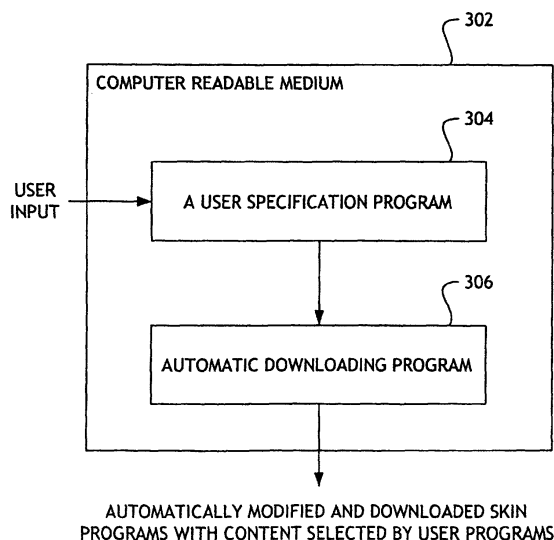 302
COMPUTER READABLE MEDIUM
304
USER
INPUT
A USER SPECIFICATION PROGRAM
306
AUTOMATIC DOWNLOADING PROGRAM
AUTOMATICALLY MODIFIED AND DOWNLOADED SKIN
PROGRAMS WITH CONTENT SELECTED BY USER PROGRAMS